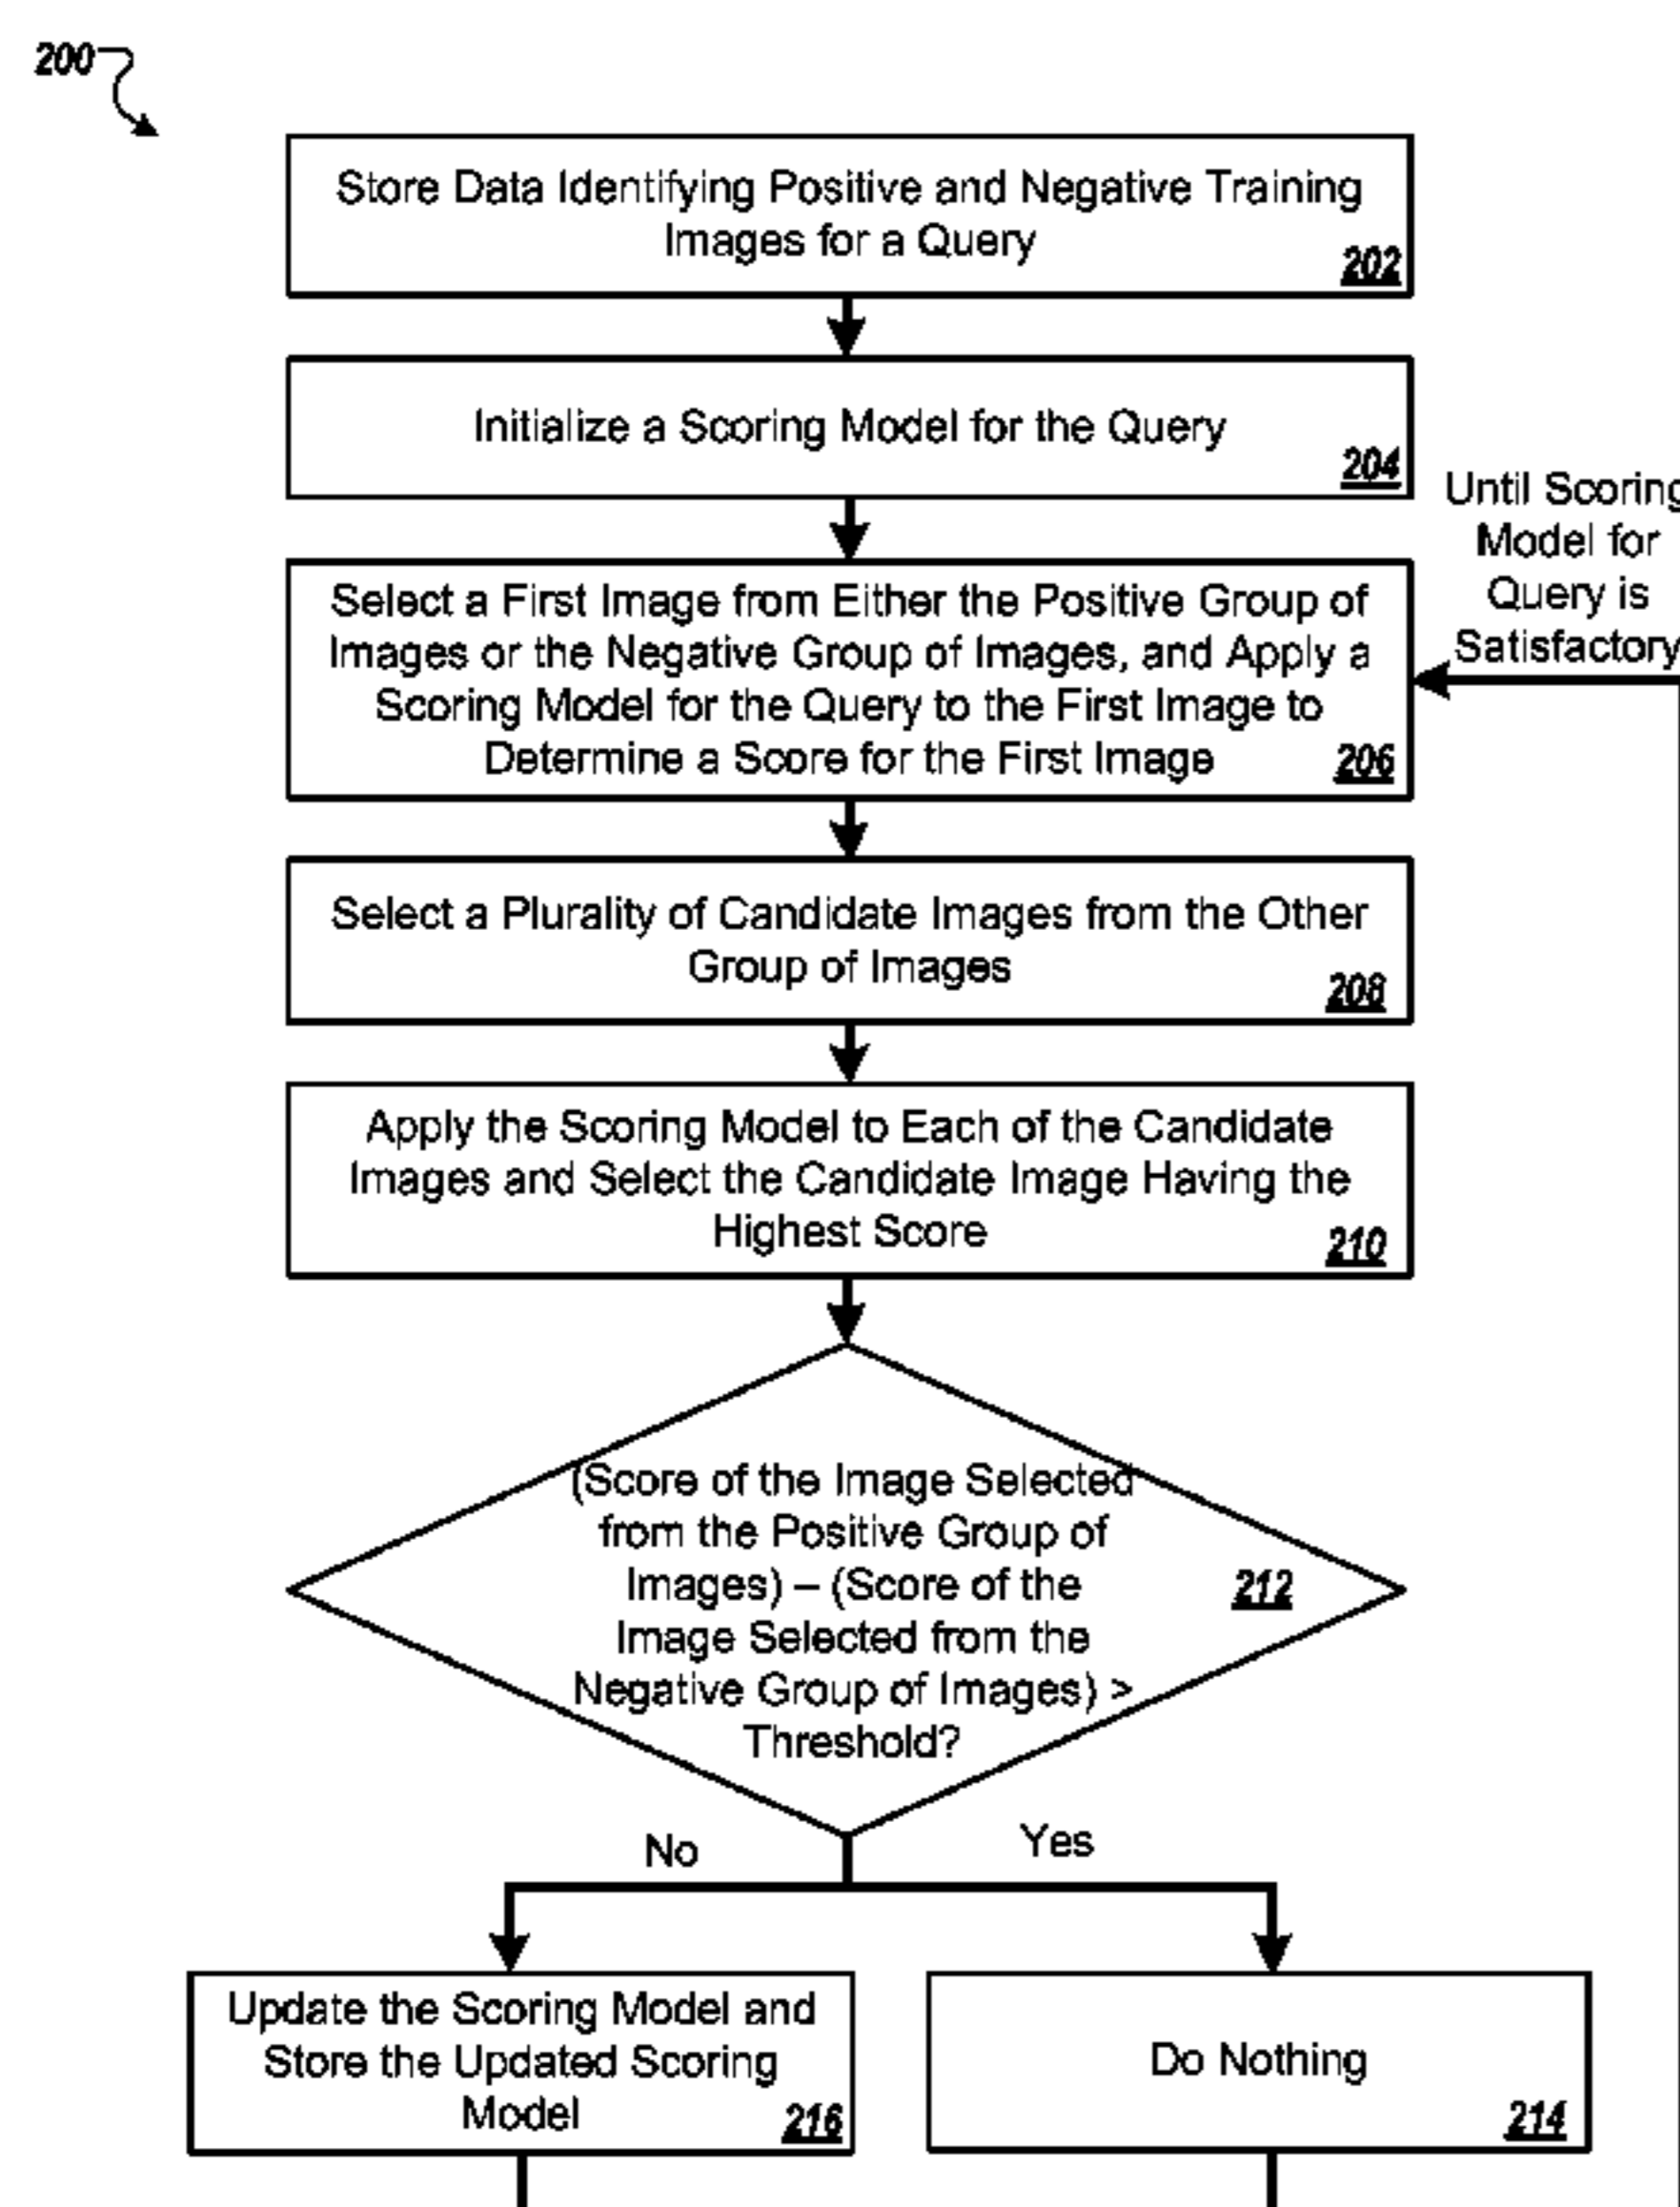 200
Store Data Identifying Positive and Negative Training
Images for a Query
202
Initialize a Scoring Model for the Query
204
Until Scoring
Model for
Query is
Satisfactory
Select a First Image from Either the Positive Group of
Images or the Negative Group of Images, and Apply a
Scoring Model for the Query to the First Image to
Determine a Score for the First Image
206
Select a Plurality of Candidate Images from the Other
Group of Images
208
Apply the Scoring Model to Each of the Candidate
Images and Select the Candidate Image Having the
Highest Score
210
(Score of the Image Selected
from the Positive Group of
Images) – (Score of the
Image Selected from the
Negative Group of Images) >
Threshold?
212
No
Yes
Update the Scoring Model and
Store the Updated Scoring
Model
216
Do Nothing
214